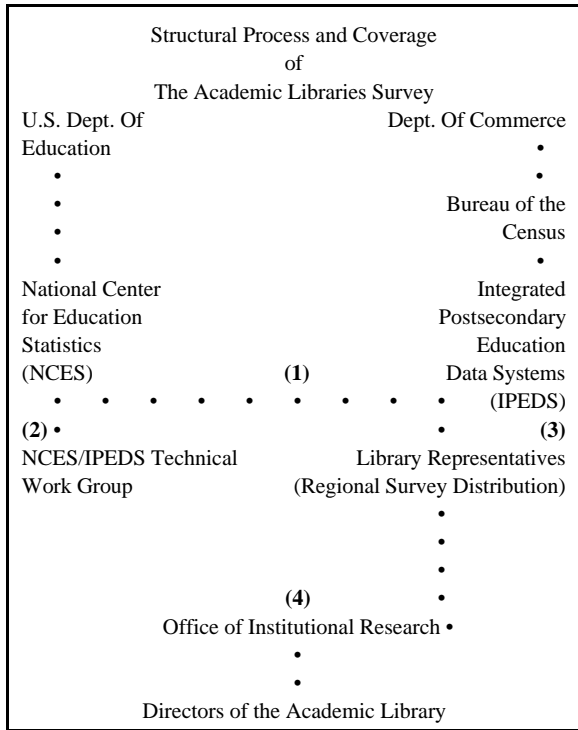 Structural Process and Coverage
of
The Academic Libraries Survey
U.S. Dept. Of Dept. Of Commerce
Education •
• •
• Bureau of the
• Census
• •
National Center Integrated
for Education Postsecondary
Statistics Education
(NCES) (1) Data Systems
• • • • • • • • • (IPEDS)
(2) • • (3)
NCES/IPEDS Technical Library Representatives
Work Group (Regional Survey Distribution)
•
•
•
(4) •
Office of Institutional Research •
•
•
Directors of the Academic Library